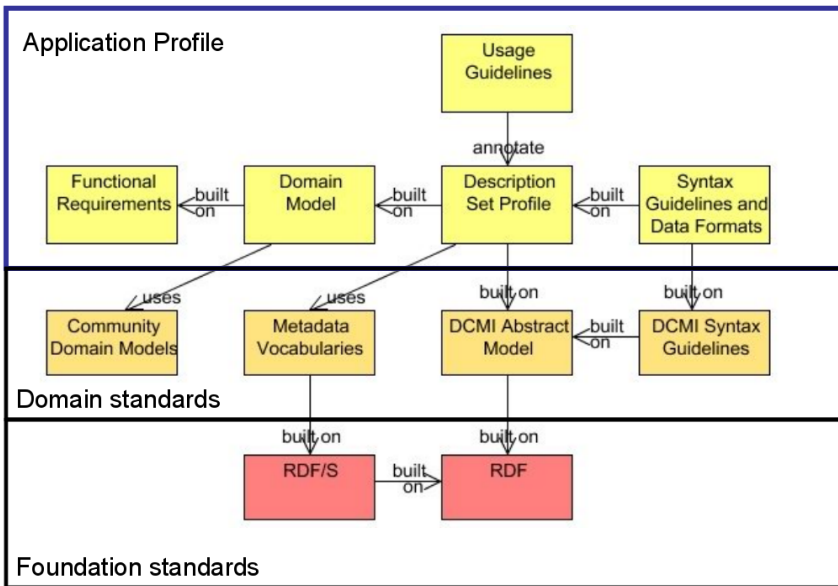 Application Profile
Usage
Guidelines
annotate
Functional
Requirements
built
on
Domain
Model
built
on
Description
Set Profile
built
on
Syntax
Guidelines and
Data Formats
uses
uses
built on
built on
Community
Domain Models
Metadata
Vocabularies
DCMI Abstract
Model
built
on
DCMI Syntax
Guidelines
Domain standards
built on
built on
RDF/S
built
on
RDF
Foundation standards